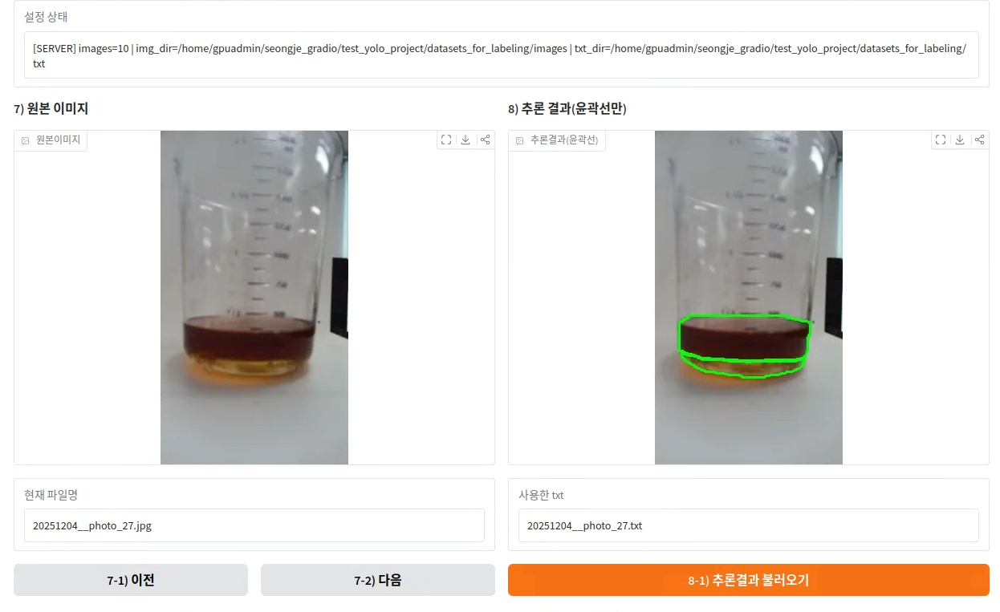 설정 상태
[SERVER] images=10 | img_dir=/home/gpuadmin/seongje_gradio/test_yolo_project/datasets_for_labeling/images | txt_dir=/home/gpuadmin/seongje_gradio/test_yolo_project/datasets_for_labeling/
txt
7) 원본 이미지
8) 추론 결과(윤곽선만)
원본이미지
추론결과(윤곽선)
현재 파일명
사용한 txt
20251204__photo_27.jpg
20251204__photo_27.txt
7-1) 이전
7-2) 다음
8-1) 추론결과 불러오기